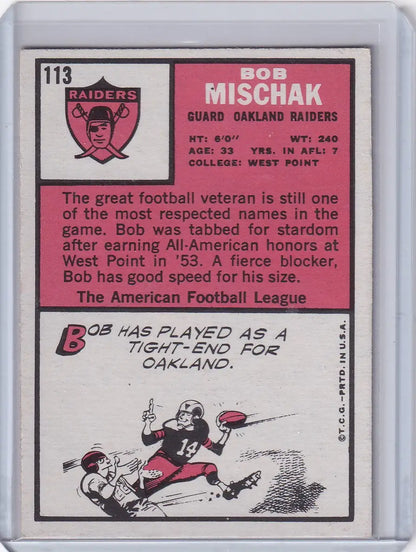 113
RAIDERS
BOB
MISCHAK
GUARD OAKLAND RAIDERS
HT: 6'0" WT: 240
AGE: 33 YRS. IN AFL: 7
COLLEGE: WEST POINT
The great football veteran is still one
of the most respected names in the
game. Bob was tabbed for stardom
after earning All-American honors at
West Point in '53. A fierce blocker,
Bob has good speed for his size.
The American Football League
BOB HAS PLAYED AS A
TIGHT-END FOR
OAKLAND.
14
©T.C.G.-PRTD. IN U.S.A.